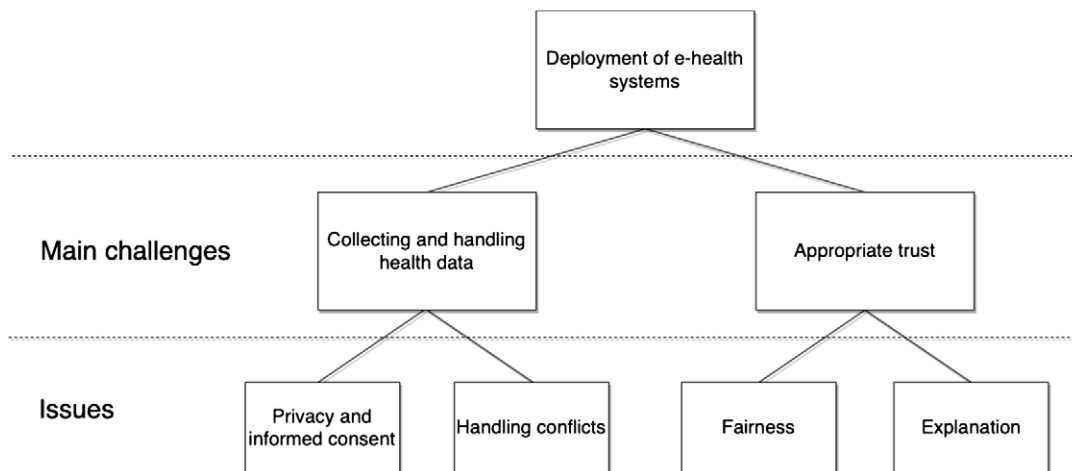 Deployment of e-health
systems
Main challenges
Collecting and handling
health data
Appropriate trust
Issues
Privacy and
informed consent
Handling conflicts
Fairness
Explanation